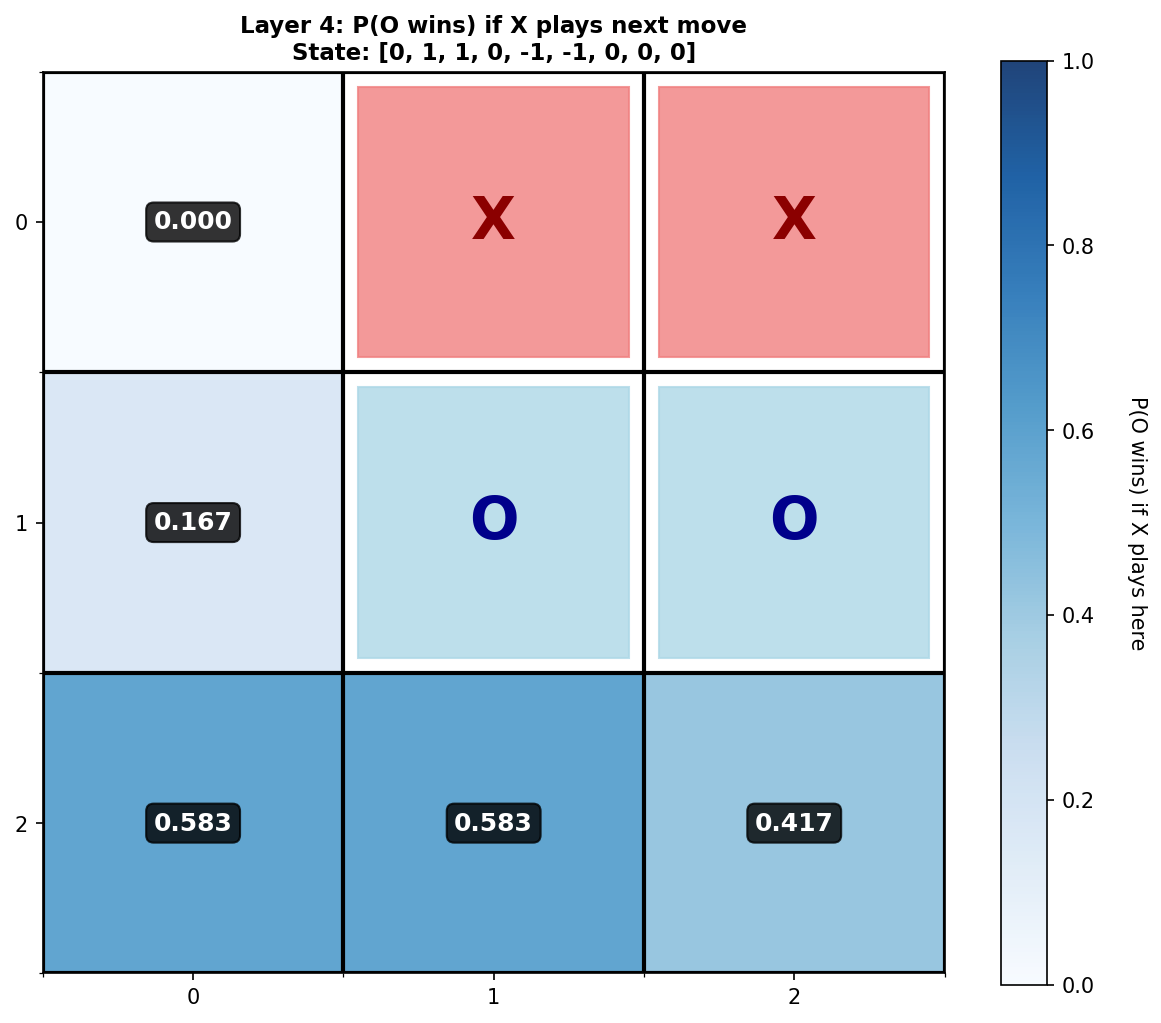 Layer 4: P(O wins) if X plays next move
State: [0, 1, 1, 0, -1, -1, 0, 0, 0]
0
0.000
X
X
1
0.167
O
O
2
0.583
0.583
0.417
0
1
2
1.0
0.8
0.6
0.4
0.2
0.0
P(O wins) if X plays here